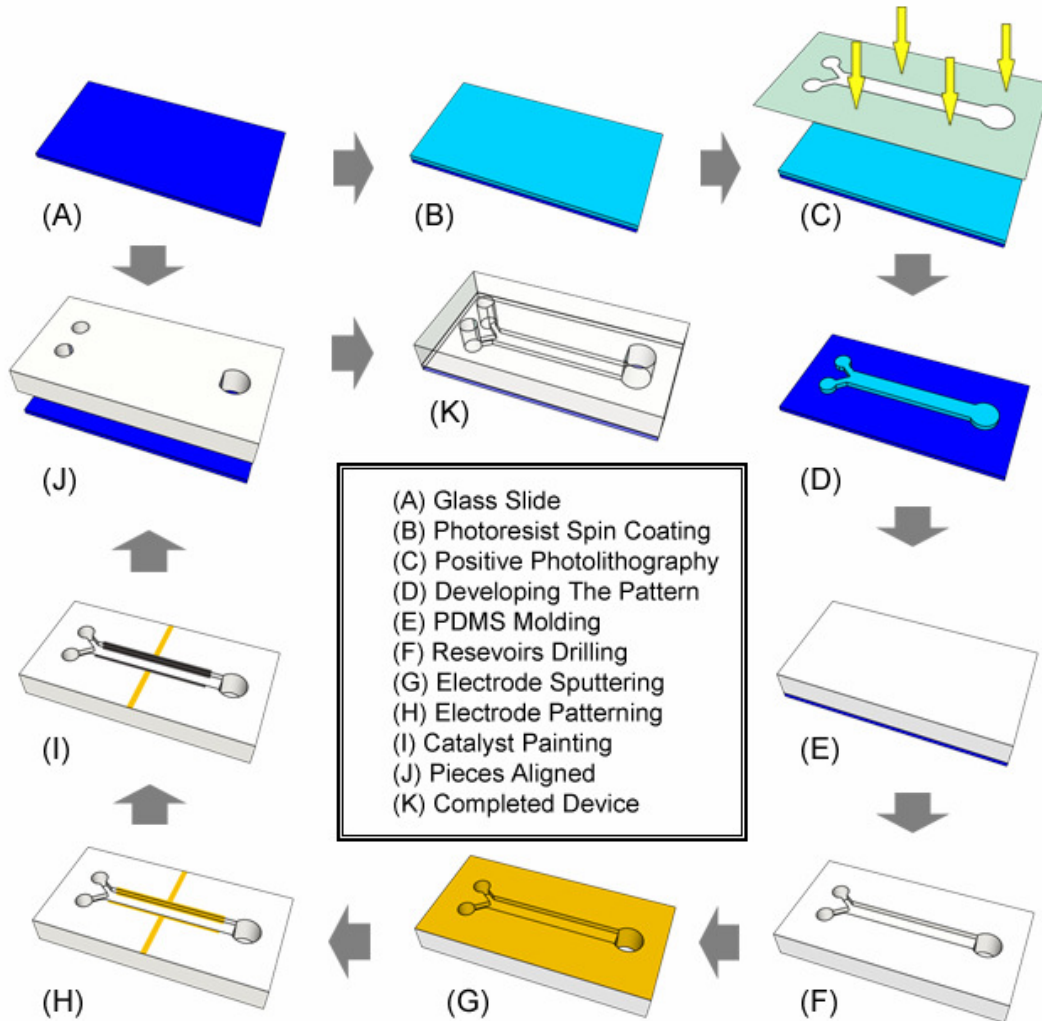 (A)
(B)
(C)
(J)
(K)
(D)
(A) Glass Slide
(B) Photoresist Spin Coating
(C) Positive Photolithography
(D) Developing The Pattern
(E) PDMS Molding
(F) Resevoirs Drilling
(G) Electrode Sputtering
(H) Electrode Patterning
(I) Catalyst Painting
(J) Pieces Aligned
(K) Completed Device
(I)
(E)
(H)
(G)
(F)